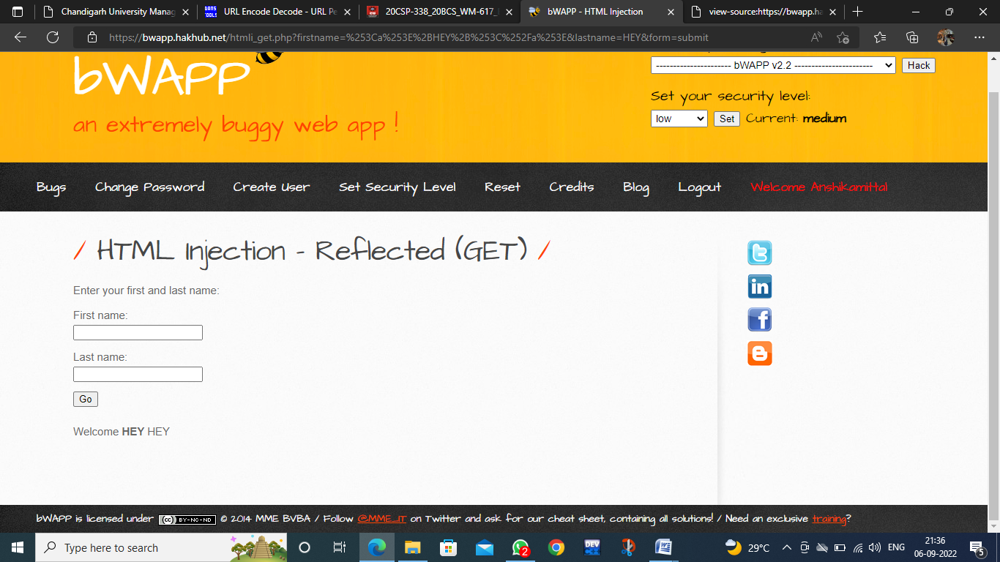 Chandigarh University Manag
URL Encode Decode - URL Pe
20CSP-338_20BCS_WM-617_
bWAPP - HTML Injection
view-source:https://bwapp.ha
https://bwapp.hakhub.net/htmli_get.php?firstname=%253Ca%253E%2BHEY%2B%253C%252Fa%253E&lastname=HEY&form=submit
bWAPP
an extremely buggy web app !
---------------------- bWAPP v2.2 -----------------------
Hack
Set your security level:
low Set Current: medium
Bugs Change Password Create User Set Security Level Reset Credits Blog Logout Welcome Anshikamittal
/ HTML Injection - Reflected (GET) /
Enter your first and last name:
First name:
Last name:
Go
Welcome HEY HEY
bWAPP is licensed under (cc) BY-NC-ND © 2014 MME BVBA / Follow @MME_IT on Twitter and ask for our cheat sheet, containing all solutions! / Need an exclusive training?
Type here to search
2
29°C
ENG
21:36
06-09-2022
5